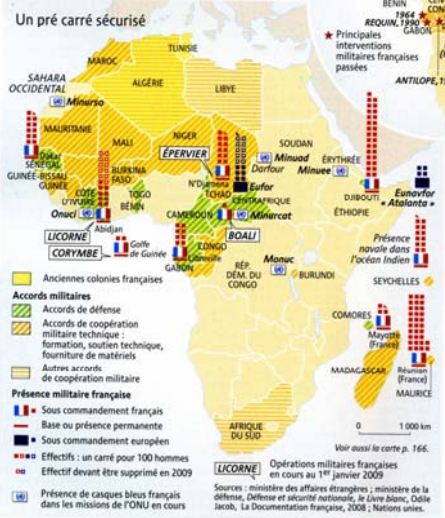 Un pré carré sécurisé
BÉNIN
CEN
CON
1964
REQUIN, 1990
GABON
Principales
interventions
militaires françaises
passées
ANTILOPE, 1
MAROC
TUNISIE
ALGÉRIE
LIBYE
SAHARA
OCCIDENTAL
Minurso
MAURITANIE
MALI
NIGER
SOUDAN
ÉPERVIER
Minuad
Darfour
ÉRYTHRÉE
Minuee
Dakar
SÉNÉGAL
GUINÉE-BISSAU
GUINÉE
BURKINA
FASO
CÔTE
D'IVOIRE
TOGO
BÉNIN
N'Djamena
TCHAD
Eufor
CENTRAFRIQUE
DJIBOUTI
Eunavfor
« Atalanta »
ÉTHIOPIE
Onuci
Abidjan
CAMEROUN
Minurcat
LICORNE
BOALI
CORYMBE
Golfe
de Guinée
CONGO
Libreville
GABON
RÉP.
DÉM. DU
CONGO
Monuc
BURUNDI
Présence
navale dans
l'océan Indien
SEYCHELLES
COMORES
Mayotte
(France)
MADAGASCAR
Réunion
(France)
MAURICE
AFRIQUE
DU SUD
0 1 000 km
Voir aussi la carte p. 166.
Anciennes colonies françaises
Accords militaires
Accords de défense
Accords de coopération
militaire technique :
formation, soutien technique,
fourniture de matériels
Autres accords
de coopération militaire
Présence militaire française
Sous commandement français
Base ou présence permanente
Sous commandement européen
Effectifs : un carré pour 100 hommes
Effectif devant être supprimé en 2009
Présence de casques bleus français
dans les missions de l'ONU en cours
LICORNE
Opérations militaires françaises
en cours au 1er janvier 2009
Sources : ministère des affaires étrangères ; ministère de la
défense, Défense et sécurité nationale, le Livre blanc, Odile
Jacob, La Documentation française, 2008 ; Nations unies.